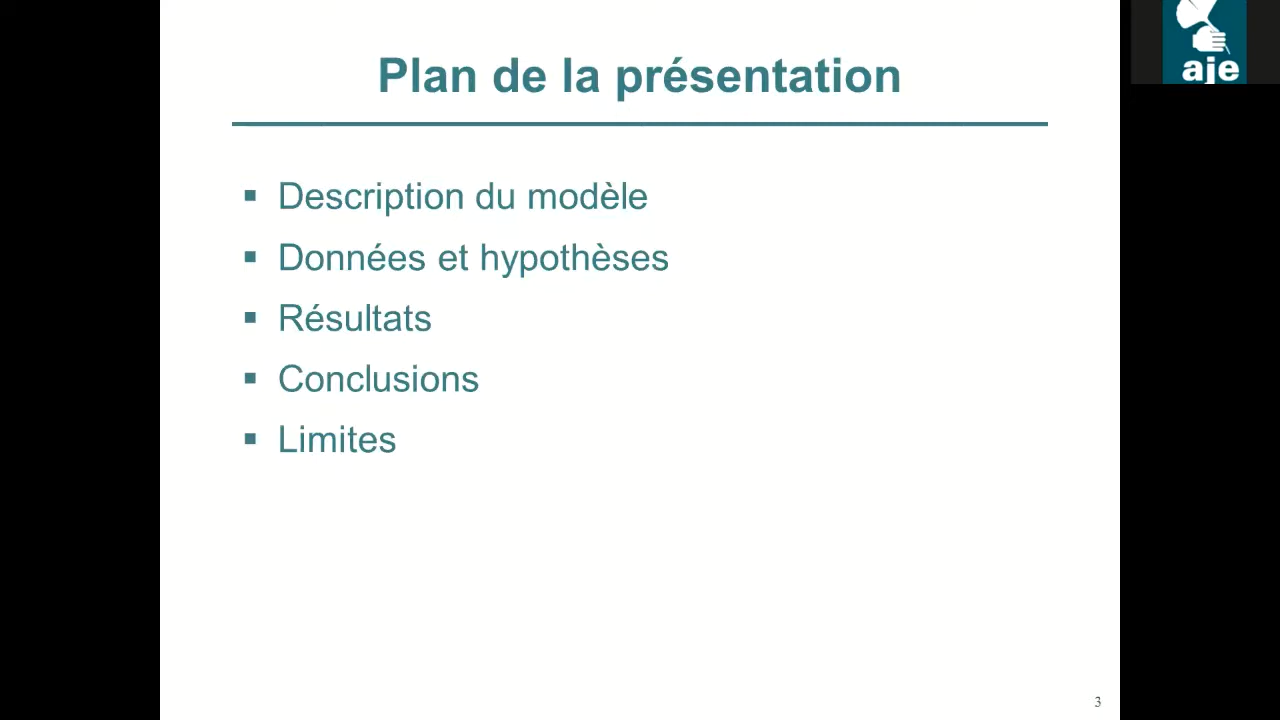 Plan de la présentation
▪ Description du modèle
▪ Données et hypothèses
▪ Résultats
▪ Conclusions
▪ Limites
3
aje